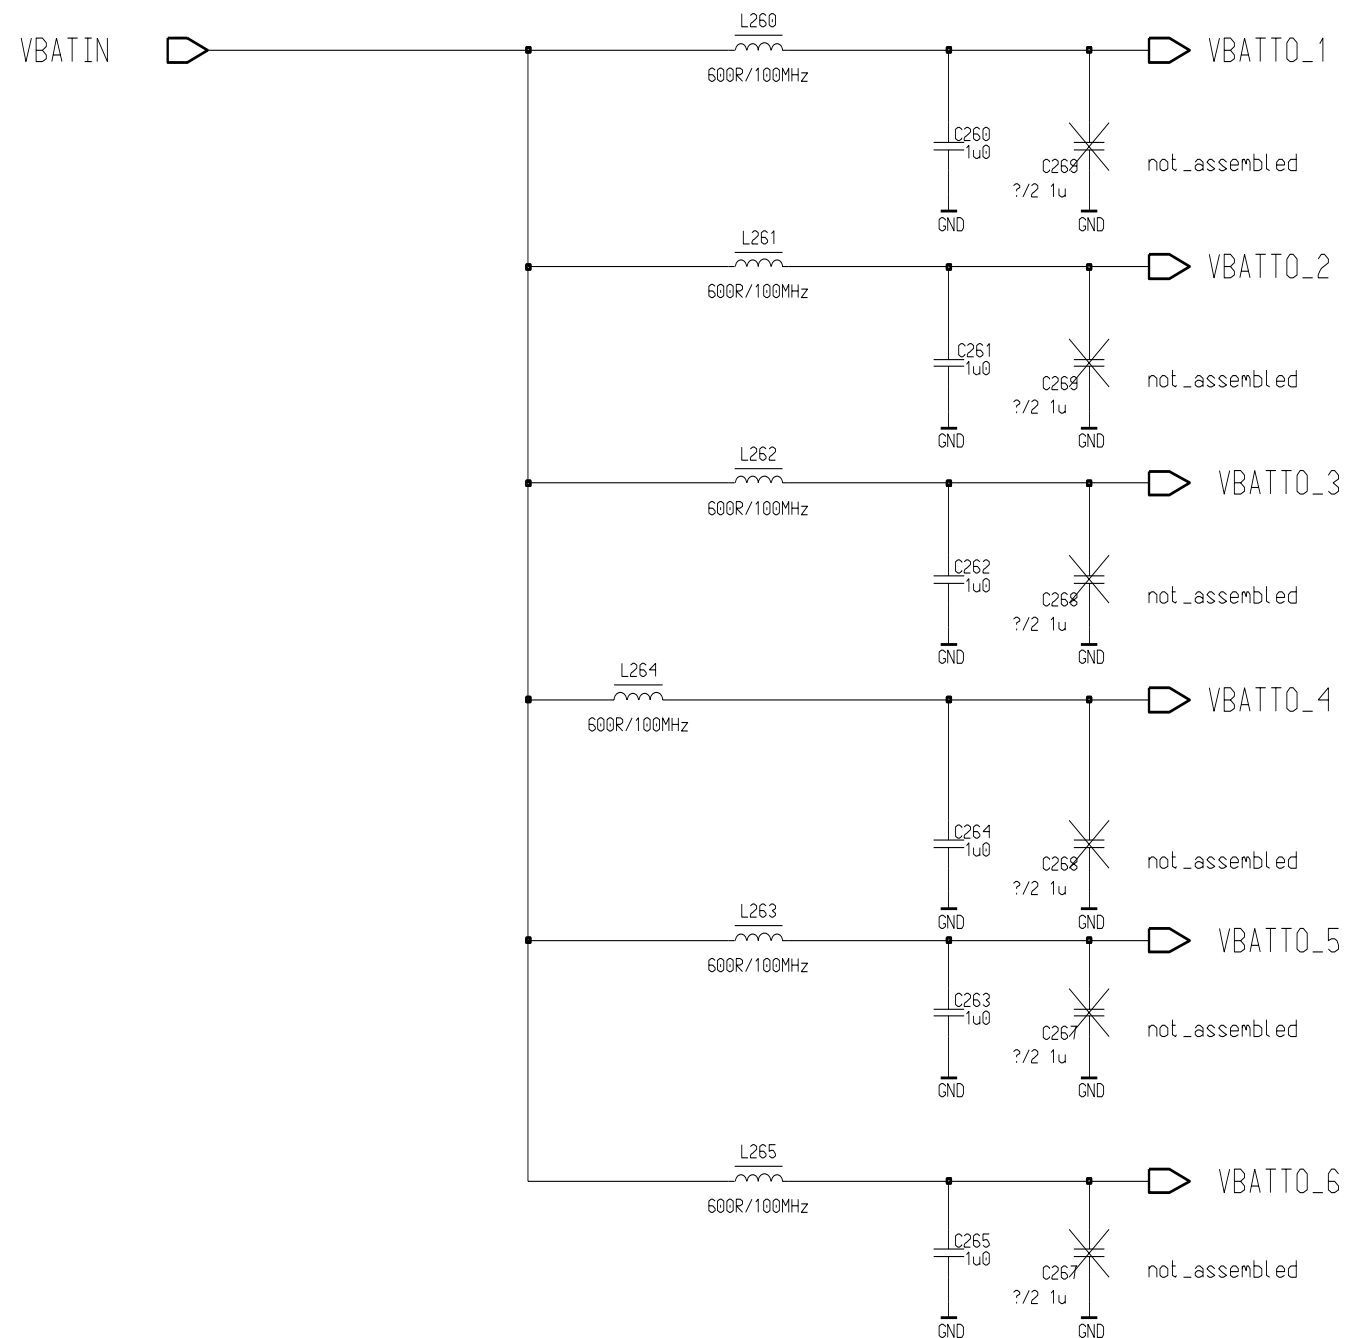 L260
VBATIN
VBATTO_1
600R/100MHz
C260
1u0
C269
?/2 1u
not_assembled
GND
GND
L261
VBATTO_2
600R/100MHz
C261
1u0
C269
?/2 1u
not_assembled
GND
GND
L262
VBATTO_3
600R/100MHz
C262
1u0
C268
?/2 1u
not_assembled
GND
GND
L264
VBATTO_4
600R/100MHz
C264
1u0
C268
?/2 1u
not_assembled
GND
GND
L263
VBATTO_5
600R/100MHz
C263
1u0
C267
?/2 1u
not_assembled
GND
GND
L265
VBATTO_6
600R/100MHz
C265
1u0
C267
?/2 1u
not_assembled
GND
GND